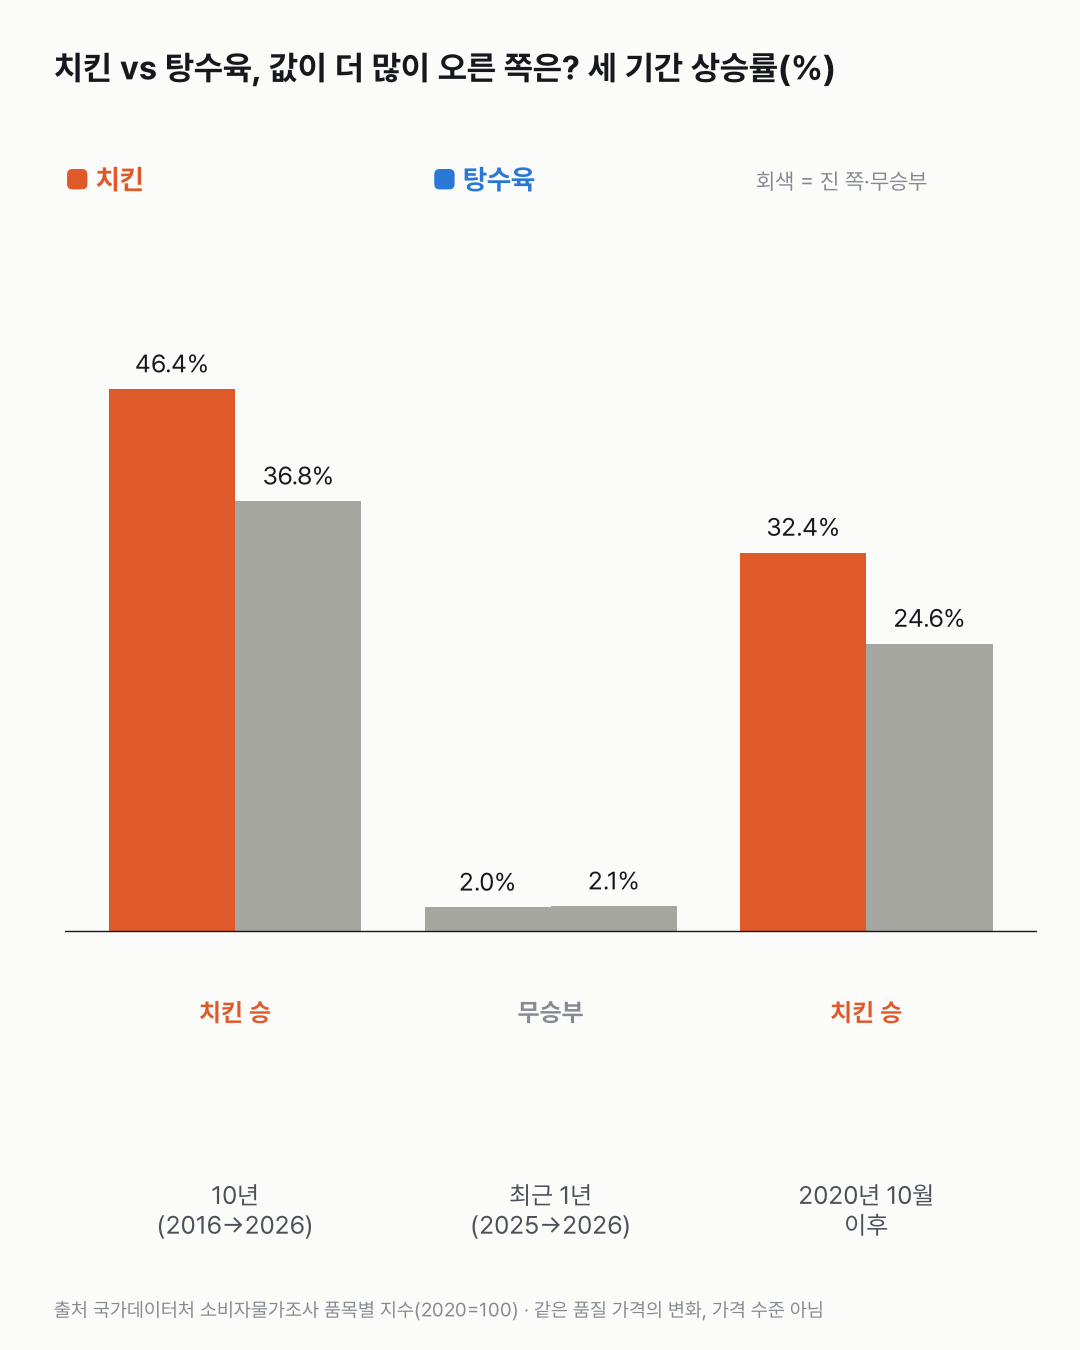 치킨 vs 탕수육, 값이 더 많이 오른 쪽은? 세 기간 상승률(%)
치킨
탕수육
회색 = 진 쪽·무승부
46.4%
36.8%
2.0%
2.1%
32.4%
24.6%
치킨 승
무승부
치킨 승
10년
(2016→2026)
최근 1년
(2025→2026)
2020년 10월
이후
출처 국가데이터처 소비자물가조사 품목별 지수(2020=100) · 같은 품질 가격의 변화, 가격 수준 아님